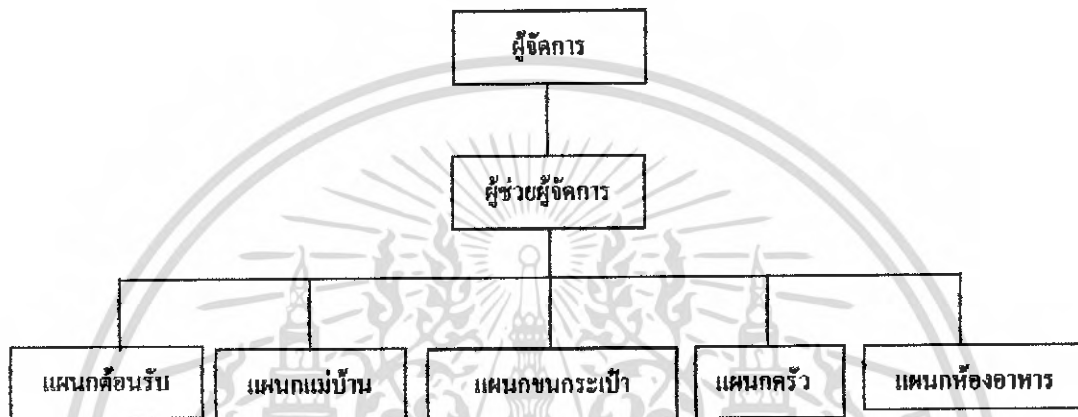 ผู้จัดการ
ผู้ช่วยผู้จัดการ
แผนกต้อนรับ
แผนกแม่บ้าน
แผนกขนกระเป๋า
แผนกครัว
แผนกห้องอาหาร